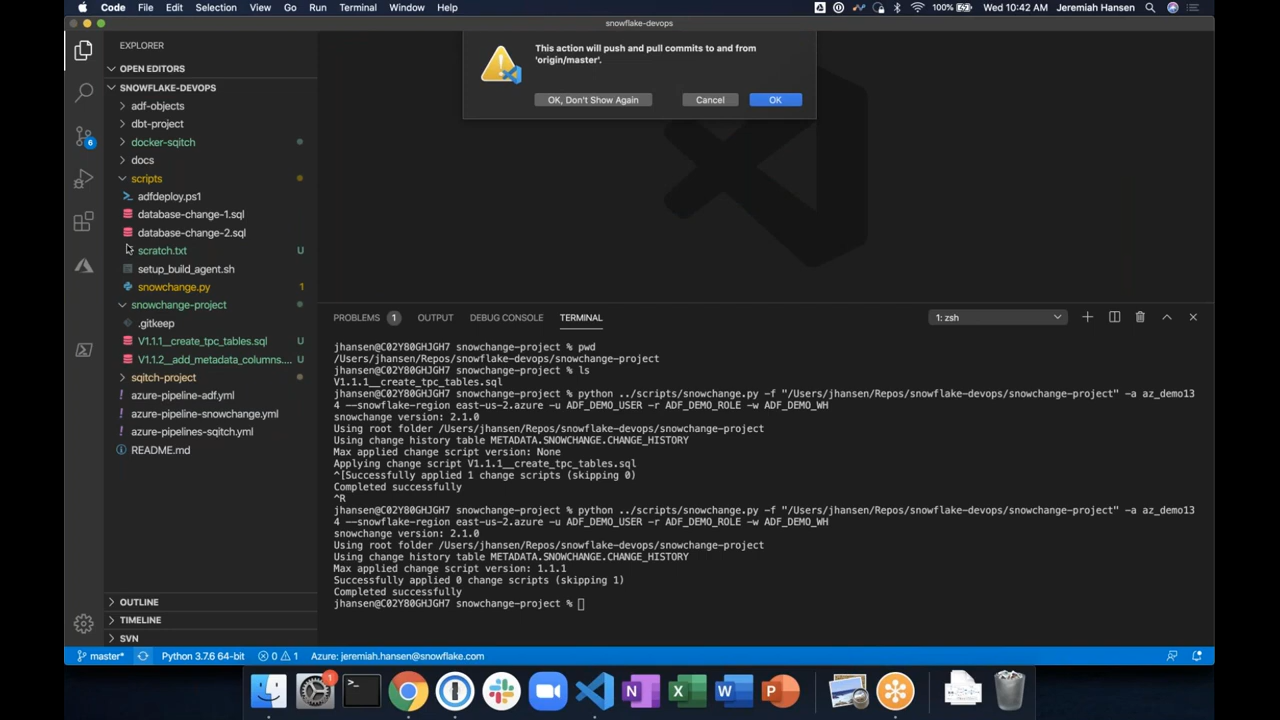 Code File Edit Selection View Go Run Terminal Window Help
100% Wed 10:42 AM Jeremiah Hansen
snowflake-devops
This action will push and pull commits to and from
'origin/master'.
OK, Don't Show Again
Cancel
OK
EXPLORER
OPEN EDITORS
SNOWFLAKE-DEVOPS
adf-objects
dbt-project
docker-sqitch
6
docs
scripts
adfdeploy.ps1
database-change-1.sql
database-change-2.sql
scratch.txt U
setup_build_agent.sh
snowchange.py 1
snowchange-project
.gitkeep
V1.1.1__create_tpc_tables.sql U
V1.1.2__add_metadata_columns.... U
sqitch-project
azure-pipeline-adf.yml
azure-pipeline-snowchange.yml
azure-pipelines-sqitch.yml
README.md
OUTLINE
TIMELINE
SVN
PROBLEMS 1 OUTPUT DEBUG CONSOLE TERMINAL 1: zsh
jhansen@C02Y80GHJGH7 snowchange-project % pwd
/Users/jhansen/Repos/snowflake-devops/snowchange-project
jhansen@C02Y80GHJGH7 snowchange-project % ls
V1.1.1__create_tpc_tables.sql
jhansen@C02Y80GHJGH7 snowchange-project % python ../scripts/snowchange.py -f "/Users/jhansen/Repos/snowflake-devops/snowchange-project" -a az_demo13
4 --snowflake-region east-us-2.azure -u ADF_DEMO_USER -r ADF_DEMO_ROLE -w ADF_DEMO_WH
snowchange version: 2.1.0
Using root folder /Users/jhansen/Repos/snowflake-devops/snowchange-project
Using change history table METADATA.SNOWCHANGE.CHANGE_HISTORY
Max applied change script version: None
Applying change script V1.1.1__create_tpc_tables.sql
^[Successfully applied 1 change scripts (skipping 0)
Completed successfully
^R
jhansen@C02Y80GHJGH7 snowchange-project % python ../scripts/snowchange.py -f "/Users/jhansen/Repos/snowflake-devops/snowchange-project" -a az_demo13
4 --snowflake-region east-us-2.azure -u ADF_DEMO_USER -r ADF_DEMO_ROLE -w ADF_DEMO_WH
snowchange version: 2.1.0
Using root folder /Users/jhansen/Repos/snowflake-devops/snowchange-project
Using change history table METADATA.SNOWCHANGE.CHANGE_HISTORY
Max applied change script version: 1.1.1
Successfully applied 0 change scripts (skipping 1)
Completed successfully
jhansen@C02Y80GHJGH7 snowchange-project %
master* Python 3.7.6 64-bit 0 1 Azure: jeremiah.hansen@snowflake.com
1
>_
N X W P